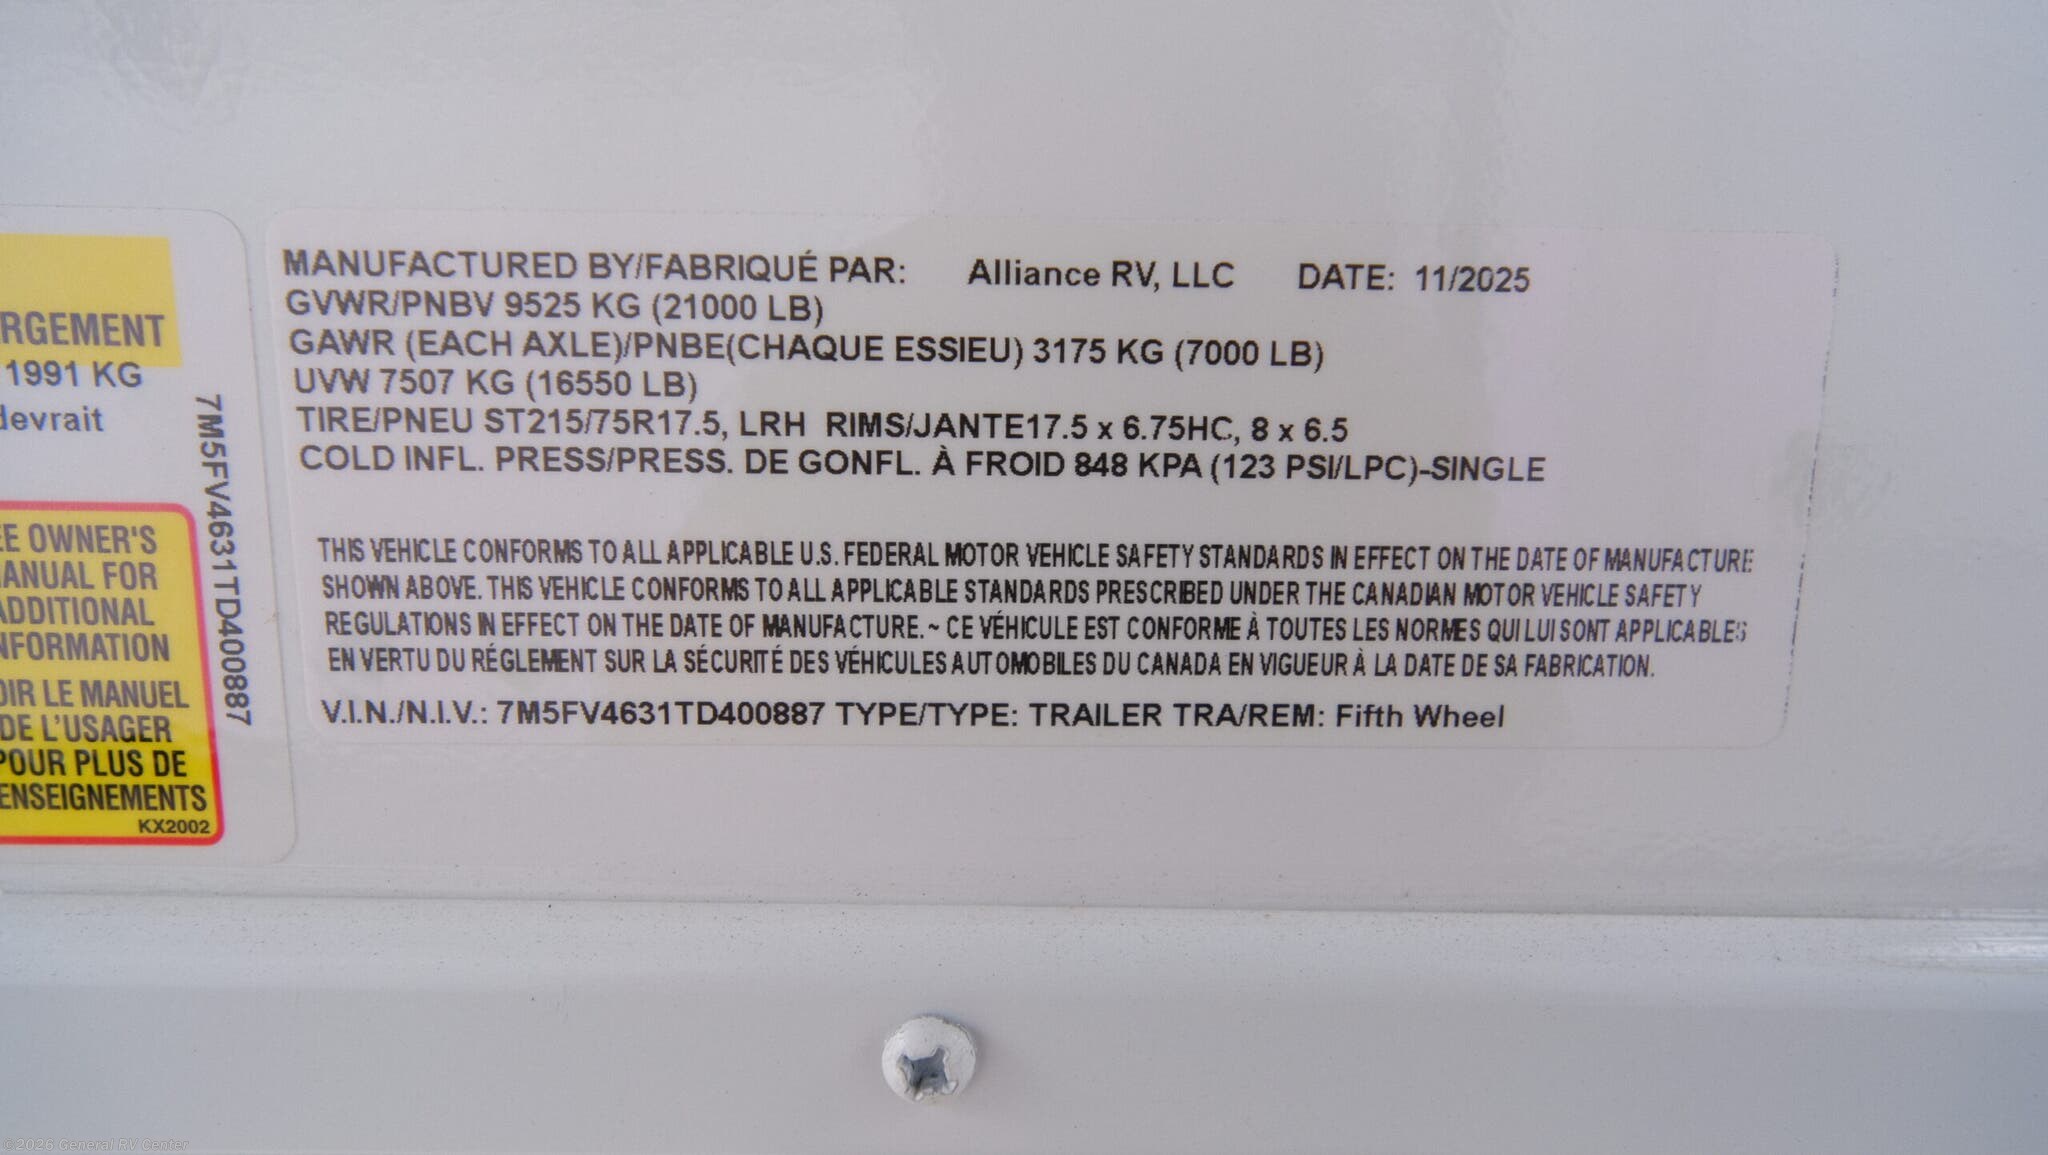 RGEMENT
1991 KG
devrait
7M5FV4631TD400887
EE OWNER'S
MANUAL FOR
ADDITIONAL
NFORMATION
OIR LE MANUEL
DE L'USAGER
POUR PLUS DE
ENSEIGNEMENTS
KX2002
MANUFACTURED BY/FABRIQUÉ PAR: Alliance RV, LLC DATE: 11/2025
GVWR/PNBV 9525 KG (21000 LB)
GAWR (EACH AXLE)/PNBE(CHAQUE ESSIEU) 3175 KG (7000 LB)
UVW 7507 KG (16550 LB)
TIRE/PNEU ST215/75R17.5, LRH RIMS/JANTE17.5 x 6.75HC, 8 x 6.5
COLD INFL. PRESS/PRESS. DE GONFL. À FROID 848 KPA (123 PSI/LPC)-SINGLE
THIS VEHICLE CONFORMS TO ALL APPLICABLE U.S. FEDERAL MOTOR VEHICLE SAFETY STANDARDS IN EFFECT ON THE DATE OF MANUFACTURE
SHOWN ABOVE. THIS VEHICLE CONFORMS TO ALL APPLICABLE STANDARDS PRESCRIBED UNDER THE CANADIAN MOTOR VEHICLE SAFETY
REGULATIONS IN EFFECT ON THE DATE OF MANUFACTURE. ~ CE VÉHICULE EST CONFORME À TOUTES LES NORMES QUI LUI SONT APPLICABLES
EN VERTU DU RÉGLEMENT SUR LA SÉCURITÉ DES VÉHICULES AUTOMOBILES DU CANADA EN VIGUEUR À LA DATE DE SA FABRICATION.
V.I.N./N.I.V.: 7M5FV4631TD400887 TYPE/TYPE: TRAILER TRA/REM: Fifth Wheel
©2026 General RV Center